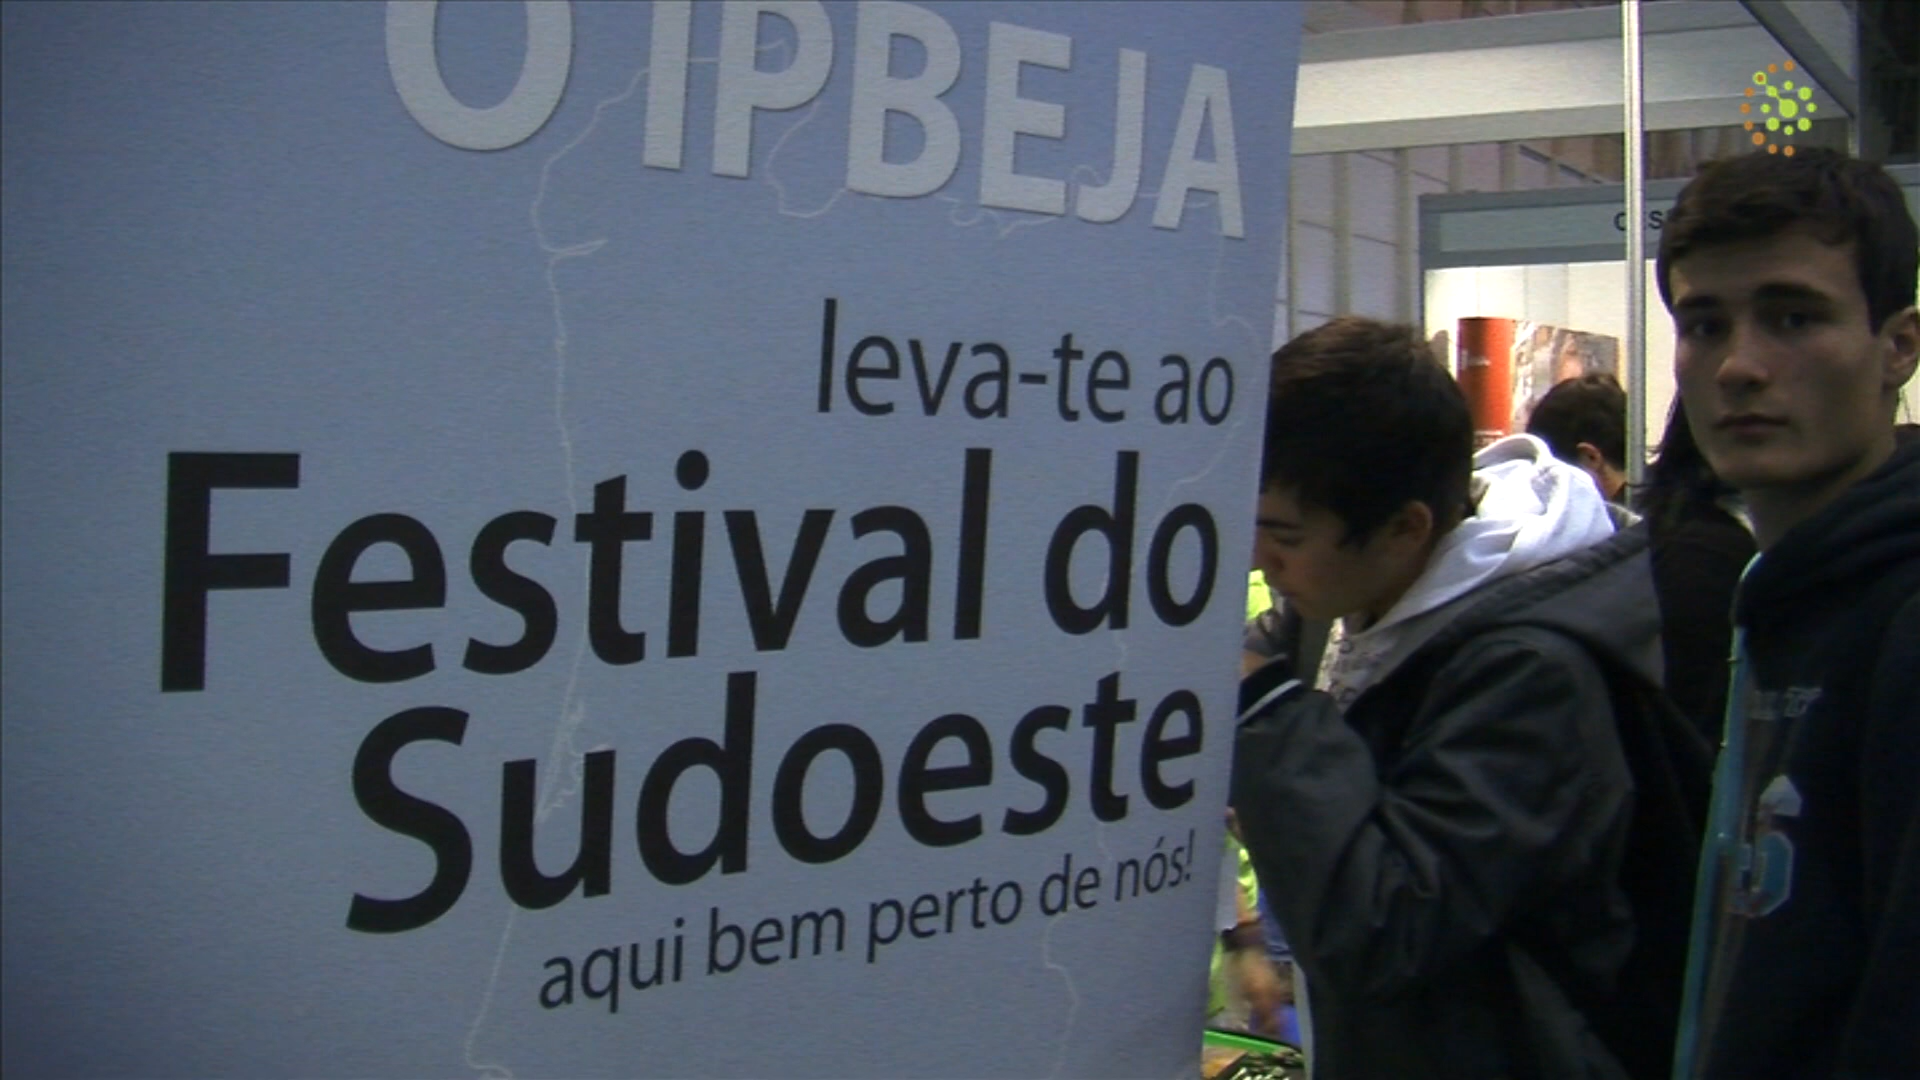 O IPBEJA
leva-te ao
Festival do
Sudoeste
aqui bem perto de nós!